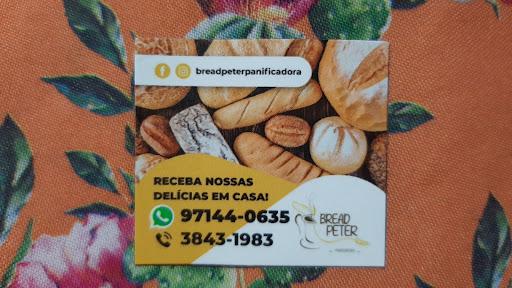 breadpeterpanificadora
RECEBA NOSSAS
DELÍCIAS EM CASA!
97144-0635
3843-1983
BREAD
PETER